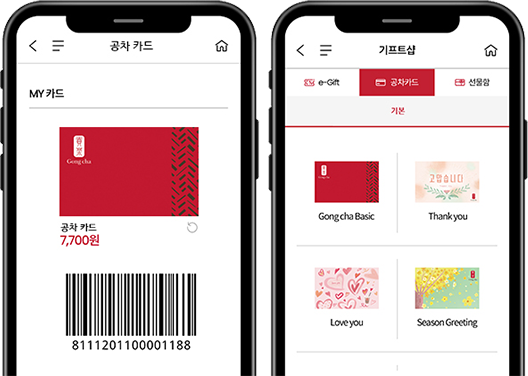 공차 카드
MY 카드
貢茶
Gong cha
공차 카드
7,700원
8111201100001188
기프트샵
e-Gift
공차카드
선물함
기본
Gong cha Basic
고맙습니다
Thank you
Love you
Season Greeting